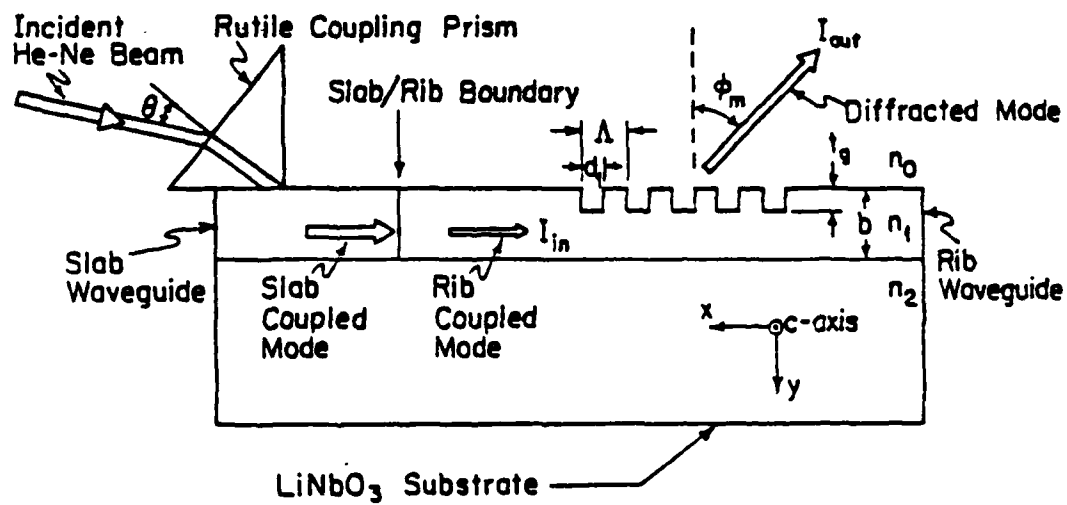 Incident
He-Ne Beam
Rutile Coupling Prism
θ
Slab/Rib Boundary
Λ
d
I_out
ϕ_m
Diffracted Mode
t_g
n_0
b
n_1
I_in
Slab
Waveguide
Slab
Coupled
Mode
Rib
Coupled
Mode
n_2
Rib
Waveguide
x
c-axis
y
LiNbO_3 Substrate